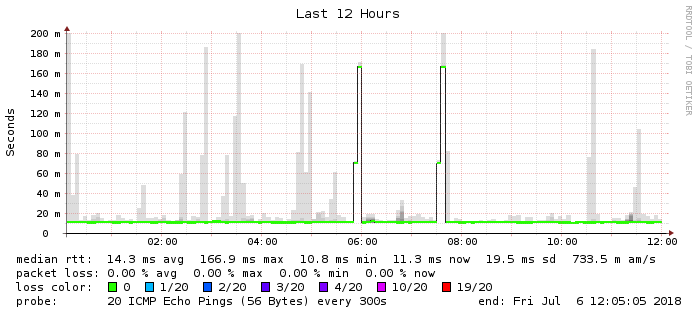 Last 12 Hours
RRDTOOL / TOBI OETIKER
Seconds
200 m
180 m
160 m
140 m
120 m
100 m
80 m
60 m
40 m
20 m
0
02:00 04:00 06:00 08:00 10:00 12:00
median rtt: 14.3 ms avg 166.9 ms max 10.8 ms min 11.3 ms now 19.5 ms sd 733.5 m am/s
packet loss: 0.00 % avg 0.00 % max 0.00 % min 0.00 % now
loss color: 0 1/20 2/20 3/20 4/20 10/20 19/20
probe: 20 ICMP Echo Pings (56 Bytes) every 300s end: Fri Jul 6 12:05:05 2018